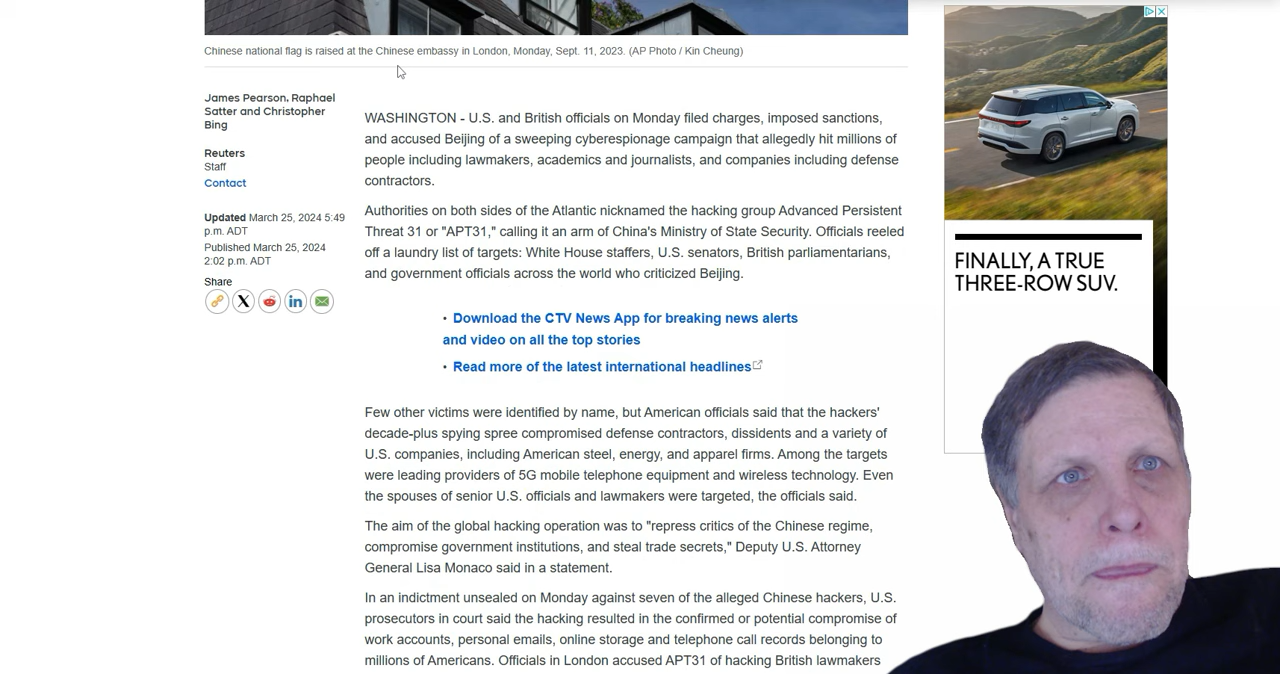 Chinese national flag is raised at the Chinese embassy in London, Monday, Sept. 11, 2023. (AP Photo / Kin Cheung)
James Pearson, Raphael
Satter and Christopher
Bing
Reuters
Staff
Contact
Updated March 25, 2024 5:49
p.m. ADT
Published March 25, 2024
2:02 p.m. ADT
Share
WASHINGTON - U.S. and British officials on Monday filed charges, imposed sanctions,
and accused Beijing of a sweeping cyberespionage campaign that allegedly hit millions of
people including lawmakers, academics and journalists, and companies including defense
contractors.
Authorities on both sides of the Atlantic nicknamed the hacking group Advanced Persistent
Threat 31 or "APT31," calling it an arm of China's Ministry of State Security. Officials reeled
off a laundry list of targets: White House staffers, U.S. senators, British parliamentarians,
and government officials across the world who criticized Beijing.
• Download the CTV News App for breaking news alerts
and video on all the top stories
• Read more of the latest international headlines
Few other victims were identified by name, but American officials said that the hackers'
decade-plus spying spree compromised defense contractors, dissidents and a variety of
U.S. companies, including American steel, energy, and apparel firms. Among the targets
were leading providers of 5G mobile telephone equipment and wireless technology. Even
the spouses of senior U.S. officials and lawmakers were targeted, the officials said.
The aim of the global hacking operation was to "repress critics of the Chinese regime,
compromise government institutions, and steal trade secrets," Deputy U.S. Attorney
General Lisa Monaco said in a statement.
In an indictment unsealed on Monday against seven of the alleged Chinese hackers, U.S.
prosecutors in court said the hacking resulted in the confirmed or potential compromise of
work accounts, personal emails, online storage and telephone call records belonging to
millions of Americans. Officials in London accused APT31 of hacking British lawmakers
FINALLY, A TRUE
THREE-ROW SUV.